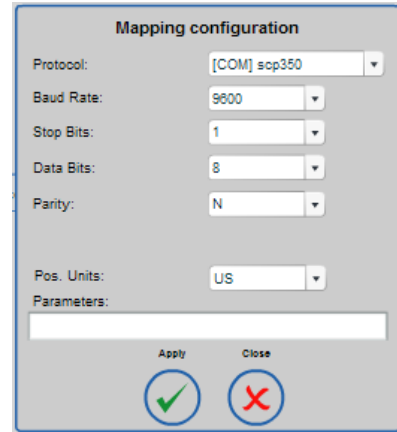 Mapping configuration
Protocol: [COM] scp350
Baud Rate: 9600
Stop Bits: 1
Data Bits: 8
Parity: N
Pos. Units: US
Parameters:
Apply Close